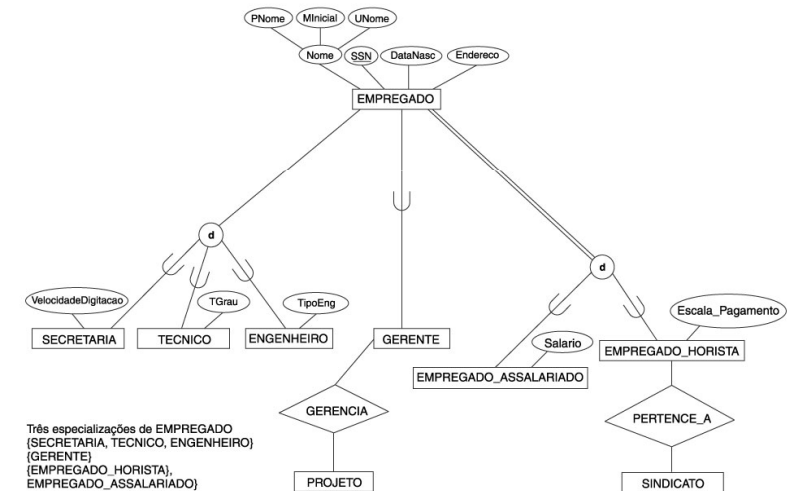 PNome MInicial UNome
Nome SSN DataNasc Endereco
EMPREGADO
d
d
VelocidadeDigitacao TGrau TipoEng
Salario Escala_Pagamento
SECRETARIA TECNICO ENGENHEIRO GERENTE
EMPREGADO_ASSALARIADO EMPREGADO_HORISTA
GERENCIA PERTENCE_A
Três especializações de EMPREGADO
{SECRETARIA, TECNICO, ENGENHEIRO}
{GERENTE}
{EMPREGADO_HORISTA},
EMPREGADO_ASSALARIADO}
PROJETO SINDICATO